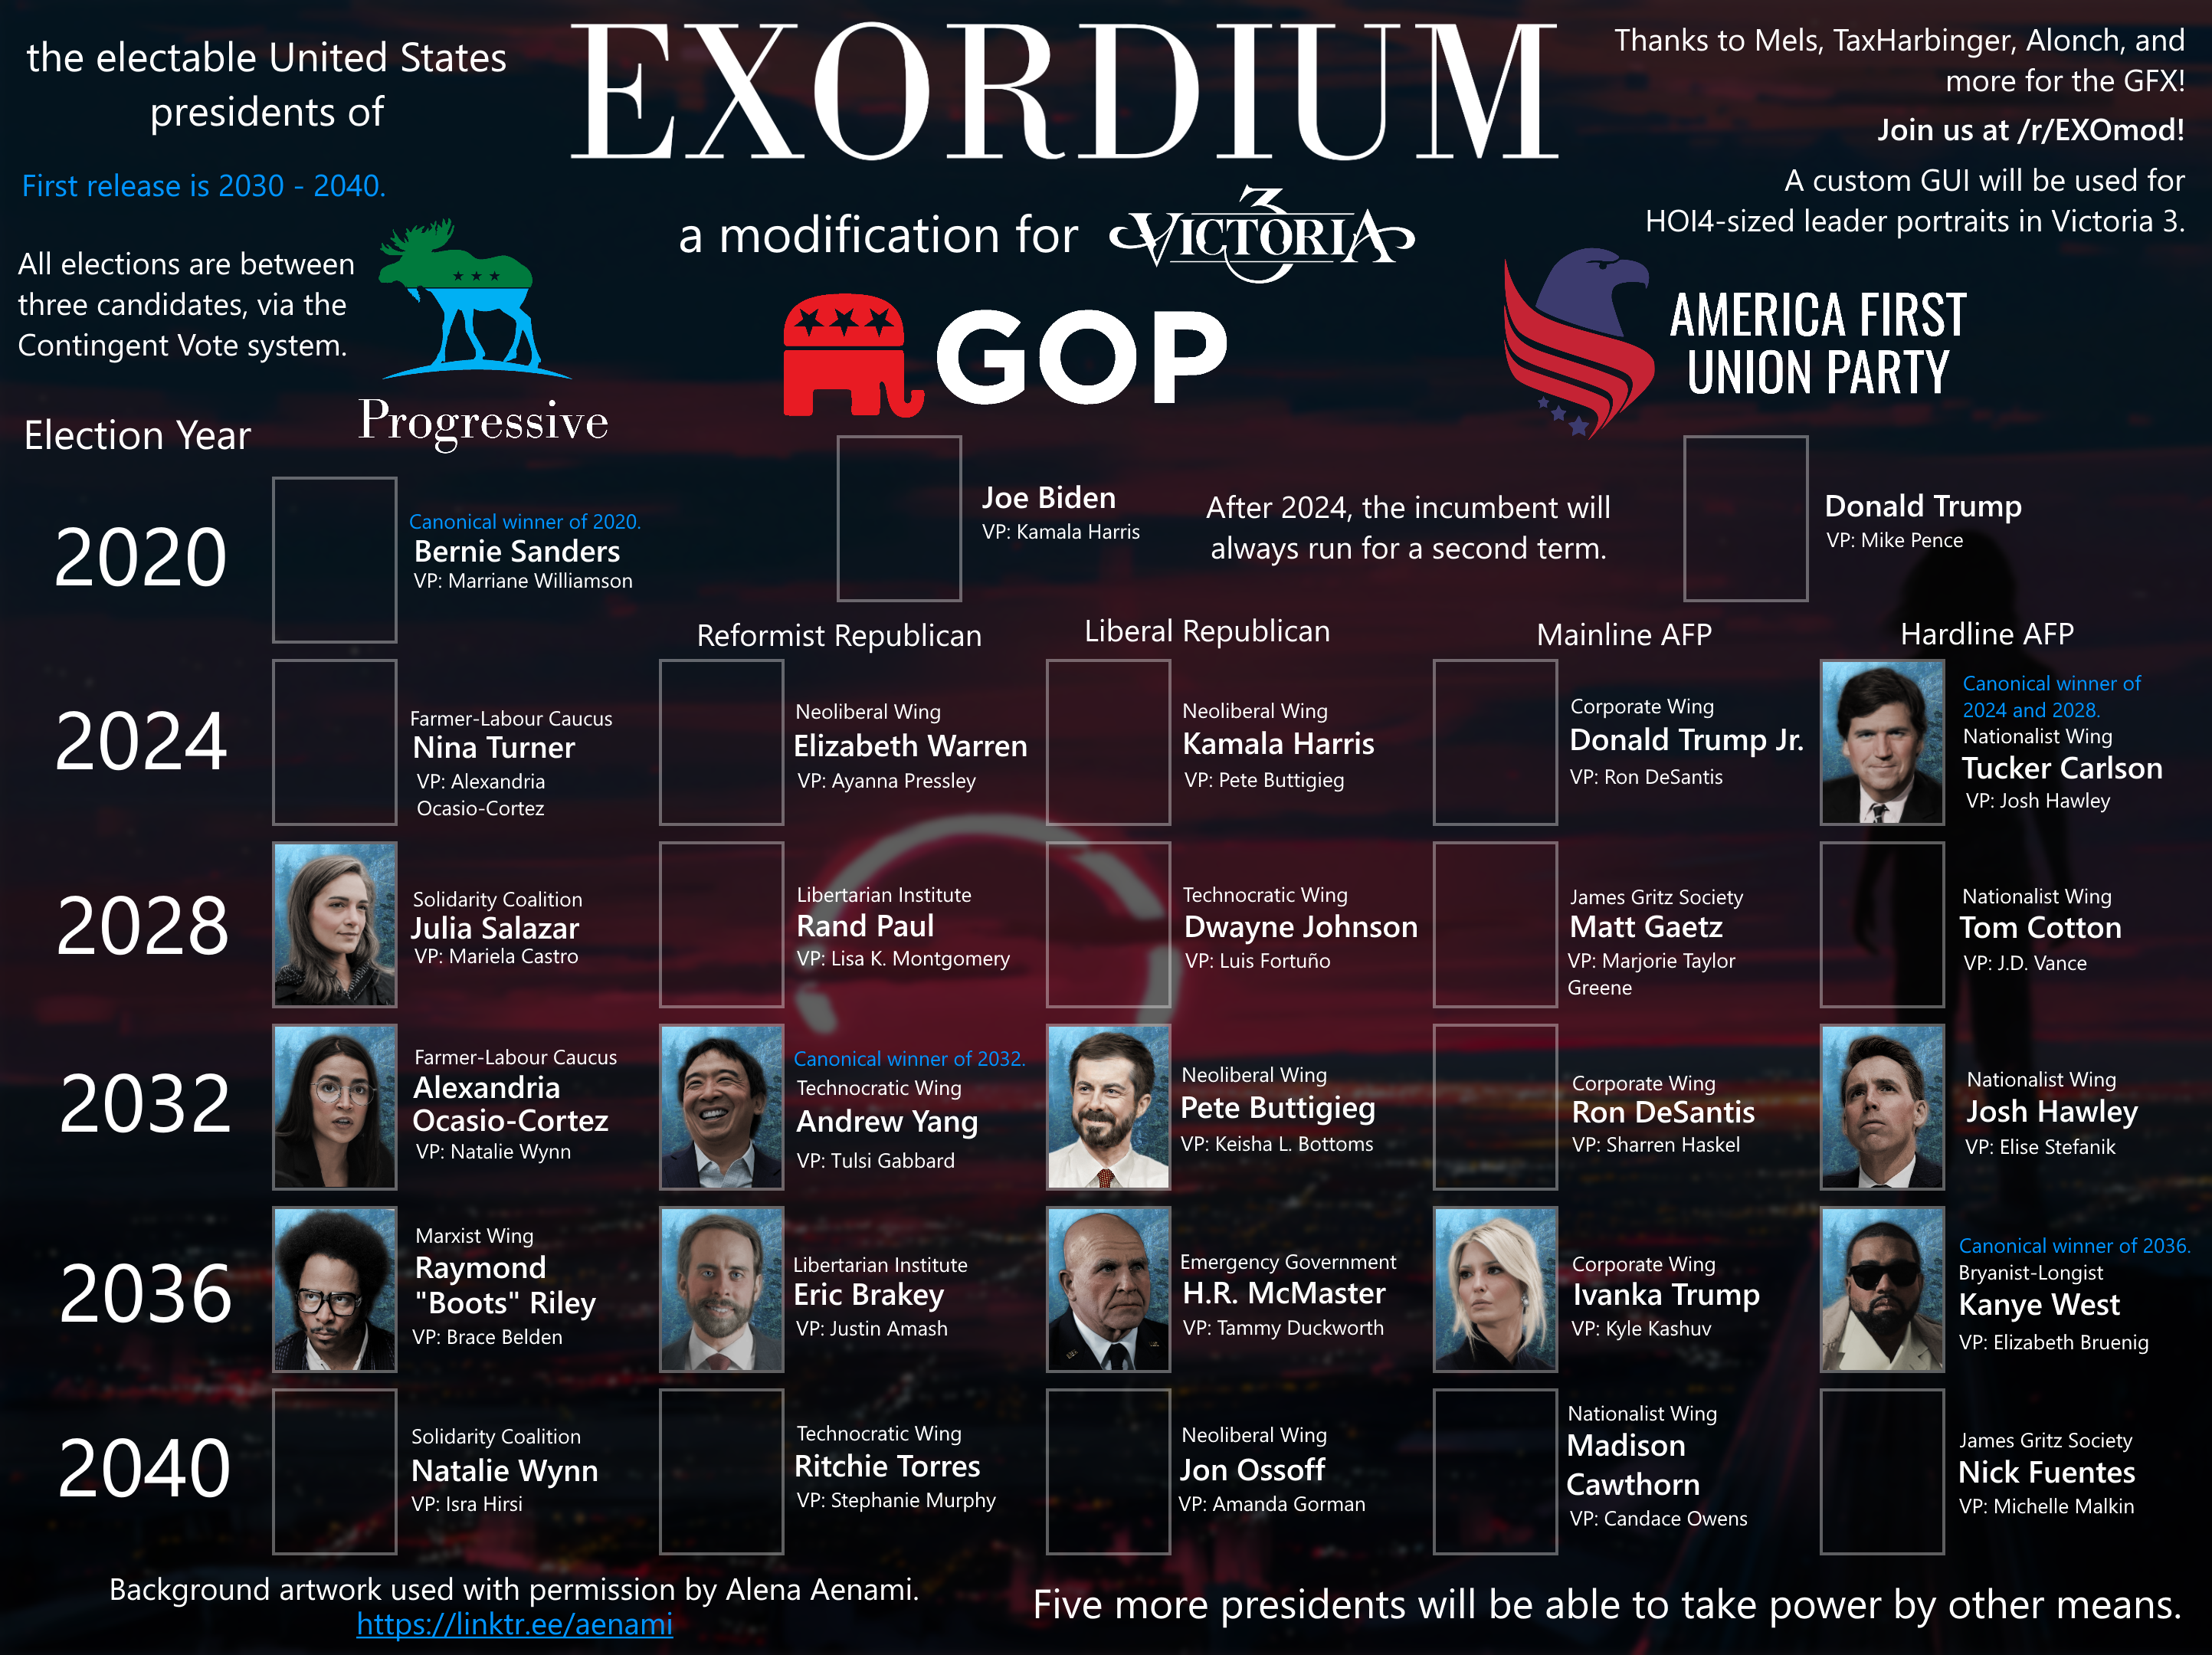 the electable United States
presidents of
First release is 2030 - 2040.
All elections are between
three candidates, via the
Contingent Vote system.
EXORDIUM
a modification for VICTORIA 3
Thanks to Mels, TaxHarbinger, Alonch, and
more for the GFX!
Join us at /r/EXOmod!
A custom GUI will be used for
HOI4-sized leader portraits in Victoria 3.
Progressive
GOP
AMERICA FIRST
UNION PARTY
Election Year
2020
Canonical winner of 2020.
Bernie Sanders
VP: Marriane Williamson
Joe Biden
VP: Kamala Harris
After 2024, the incumbent will
always run for a second term.
Donald Trump
VP: Mike Pence
Reformist Republican
Liberal Republican
Mainline AFP
Hardline AFP
2024
Farmer-Labour Caucus
Nina Turner
VP: Alexandria
Ocasio-Cortez
Neoliberal Wing
Elizabeth Warren
VP: Ayanna Pressley
Neoliberal Wing
Kamala Harris
VP: Pete Buttigieg
Corporate Wing
Donald Trump Jr.
VP: Ron DeSantis
Canonical winner of
2024 and 2028.
Nationalist Wing
Tucker Carlson
VP: Josh Hawley
2028
Solidarity Coalition
Julia Salazar
VP: Mariela Castro
Libertarian Institute
Rand Paul
VP: Lisa K. Montgomery
Technocratic Wing
Dwayne Johnson
VP: Luis Fortuño
James Gritz Society
Matt Gaetz
VP: Marjorie Taylor
Greene
Nationalist Wing
Tom Cotton
VP: J.D. Vance
2032
Farmer-Labour Caucus
Alexandria
Ocasio-Cortez
VP: Natalie Wynn
Canonical winner of 2032.
Technocratic Wing
Andrew Yang
VP: Tulsi Gabbard
Neoliberal Wing
Pete Buttigieg
VP: Keisha L. Bottoms
Corporate Wing
Ron DeSantis
VP: Sharren Haskel
Nationalist Wing
Josh Hawley
VP: Elise Stefanik
2036
Marxist Wing
Raymond
"Boots" Riley
VP: Brace Belden
Libertarian Institute
Eric Brakey
VP: Justin Amash
Emergency Government
H.R. McMaster
VP: Tammy Duckworth
Corporate Wing
Ivanka Trump
VP: Kyle Kashuv
Canonical winner of 2036.
Bryanist-Longist
Kanye West
VP: Elizabeth Bruenig
2040
Solidarity Coalition
Natalie Wynn
VP: Isra Hirsi
Technocratic Wing
Ritchie Torres
VP: Stephanie Murphy
Neoliberal Wing
Jon Ossoff
VP: Amanda Gorman
Nationalist Wing
Madison
Cawthorn
VP: Candace Owens
James Gritz Society
Nick Fuentes
VP: Michelle Malkin
Background artwork used with permission by Alena Aenami.
https://linktr.ee/aenami
Five more presidents will be able to take power by other means.